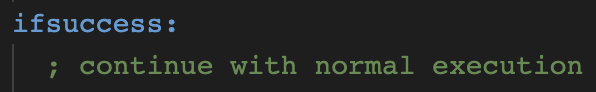 ifsuccess:
; continue with normal execution